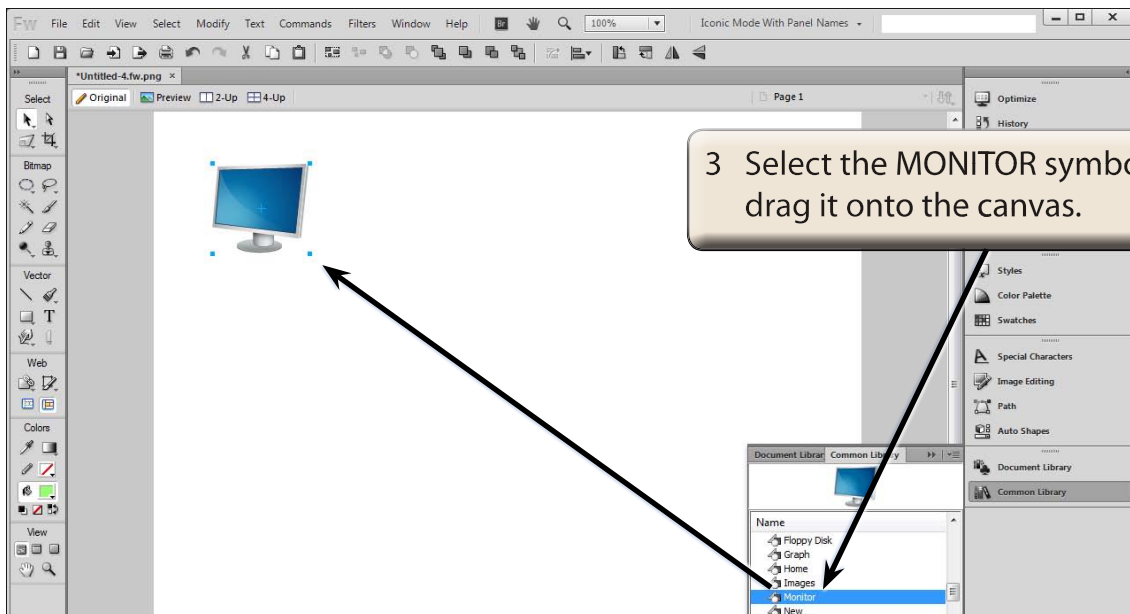 Fw File Edit View Select Modify Text Commands Filters Window Help Br 100% Iconic Mode With Panel Names
*Untitled-4.fw.png ×
Original Preview 2-Up 4-Up Page 1
Select
Bitmap
Vector
T
Web
Colors
View
Optimize
History
3 Select the MONITOR symbo
drag it onto the canvas.
Styles
Color Palette
Swatches
A Special Characters
Image Editing
Path
Auto Shapes
Document Library
Common Library
Document Librar Common Library
Name
Floppy Disk
Graph
Home
Images
Monitor
New